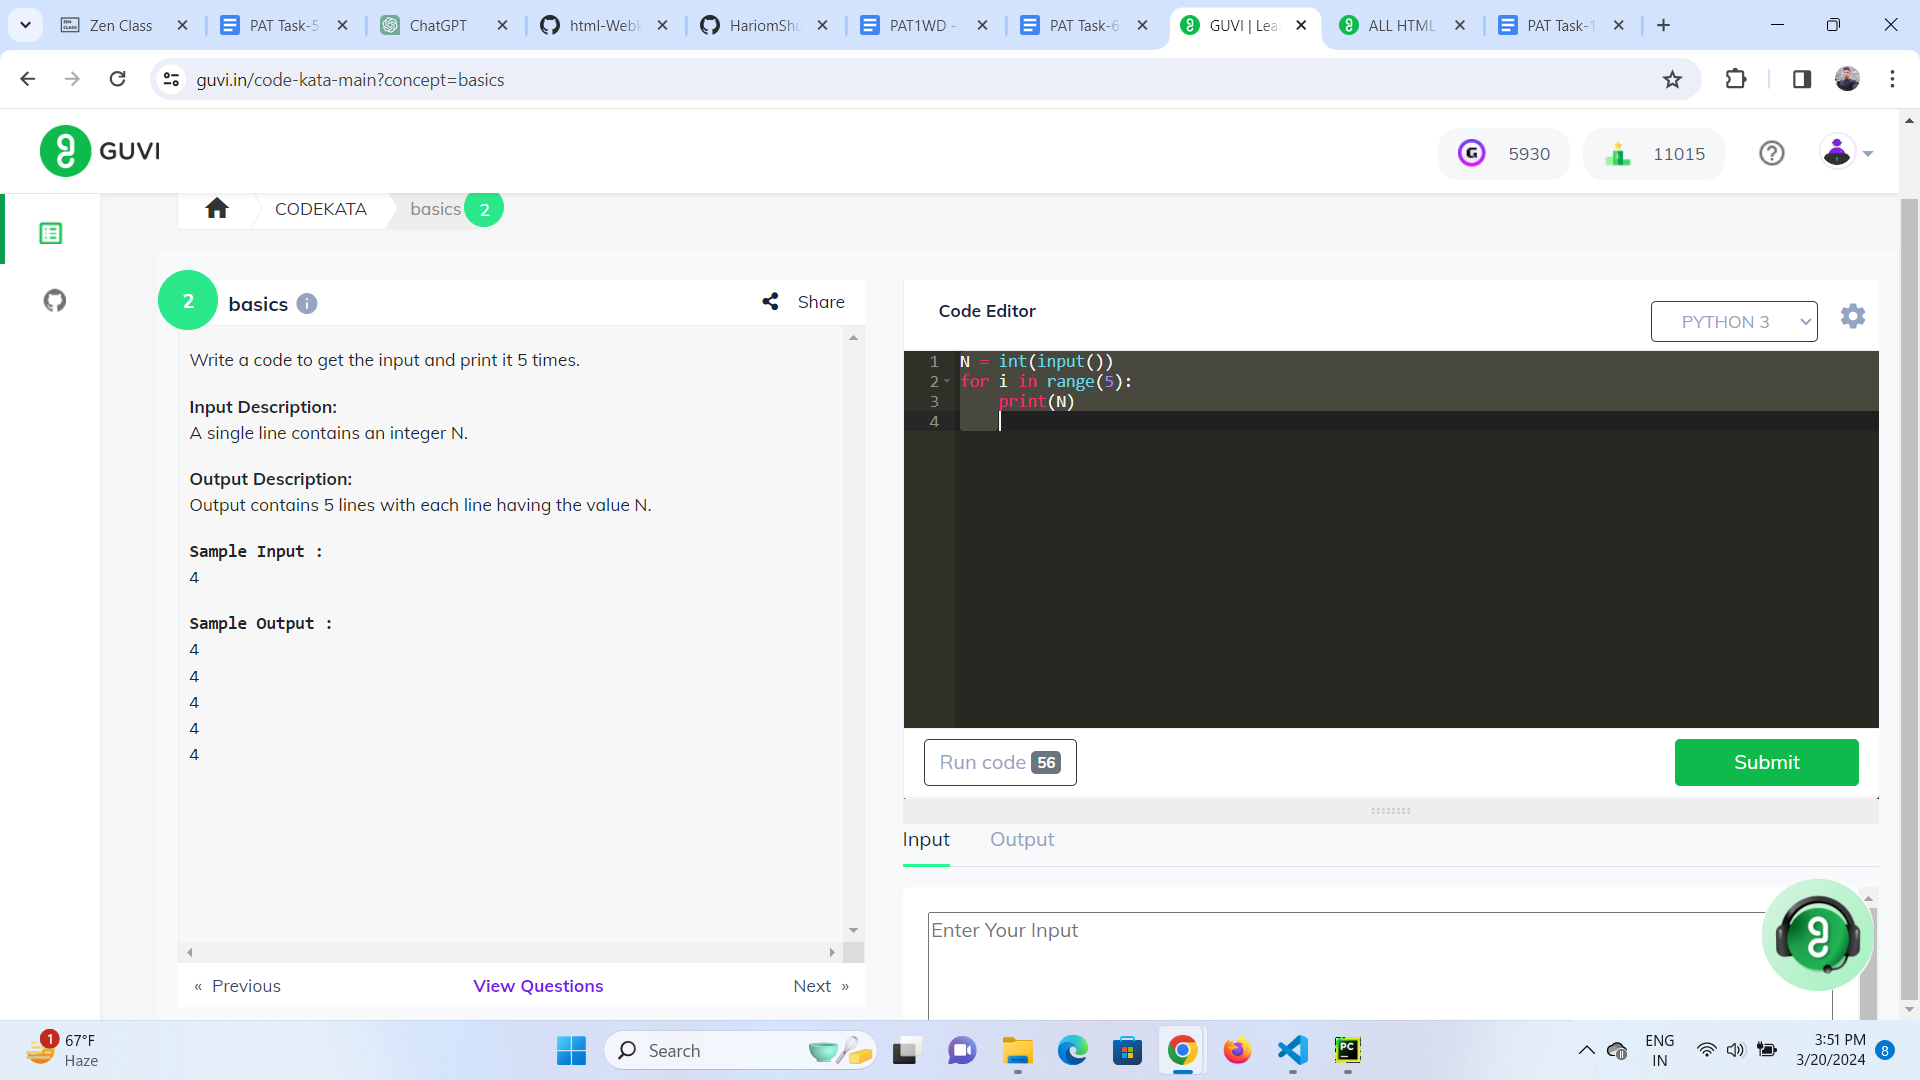 Zen Class
PAT Task-5
ChatGPT
html-Webk
HariomShu
PAT1WD -
PAT Task-6
GUVI | Lea
ALL HTML
PAT Task-1
guvi.in/code-kata-main?concept=basics
GUVI
5930
11015
CODEKATA
basics
2
2
basics
Share
Write a code to get the input and print it 5 times.
Input Description:
A single line contains an integer N.
Output Description:
Output contains 5 lines with each line having the value N.
Sample Input :
4
Sample Output :
4
4
4
4
4
« Previous
View Questions
Next »
Code Editor
PYTHON 3
1 N = int(input())
2 for i in range(5):
3 print(N)
4
Run code 56
Submit
Input
Output
Enter Your Input
1
67°F
Haze
Search
PC
ENG
IN
3:51 PM
3/20/2024
8